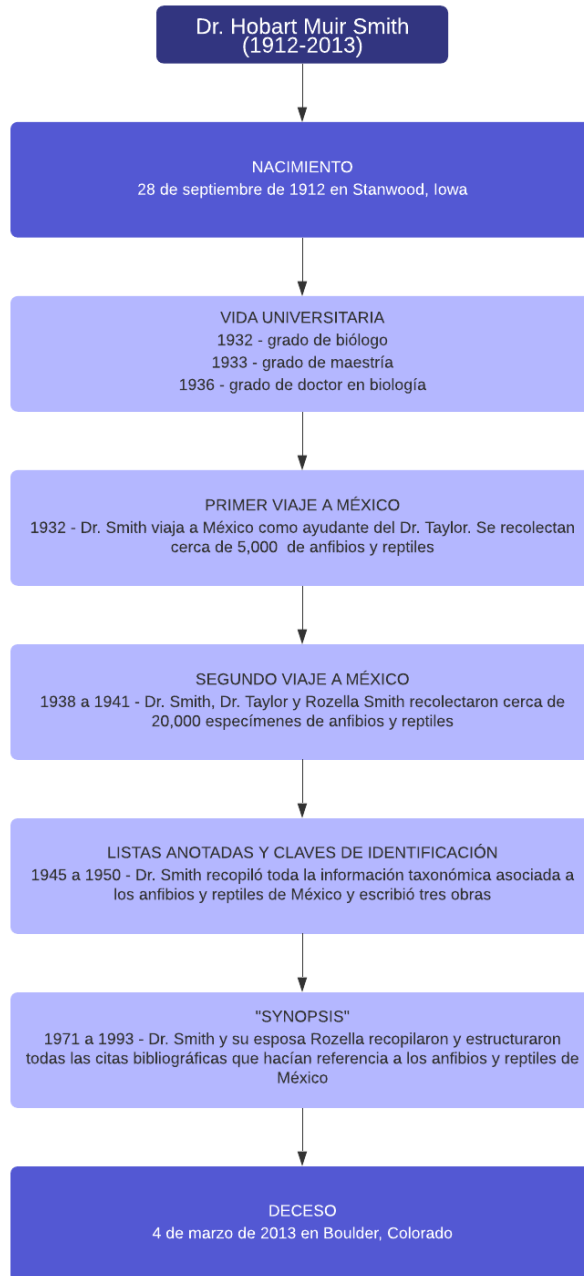 Dr. Hobart Muir Smith
(1912-2013)
NACIMIENTO
28 de septiembre de 1912 en Stanwood, Iowa
VIDA UNIVERSITARIA
1932 - grado de biólogo
1933 - grado de maestría
1936 - grado de doctor en biología
PRIMER VIAJE A MÉXICO
1932 - Dr. Smith viaja a México como ayudante del Dr. Taylor. Se recolectan
cerca de 5,000  de anfibios y reptiles
SEGUNDO VIAJE A MÉXICO
1938 a 1941 - Dr. Smith, Dr. Taylor y Rozella Smith recolectaron cerca de
20,000 especímenes de anfibios y reptiles
LISTAS ANOTADAS Y CLAVES DE IDENTIFICACIÓN
1945 a 1950 - Dr. Smith recopiló toda la información taxonómica asociada a
los anfibios y reptiles de México y escribió tres obras
"SYNOPSIS"
1971 a 1993 - Dr. Smith y su esposa Rozella recopilaron y estructuraron
todas las citas bibliográficas que hacían referencia a los anfibios y reptiles de
México
DECESO
4 de marzo de 2013 en Boulder, Colorado